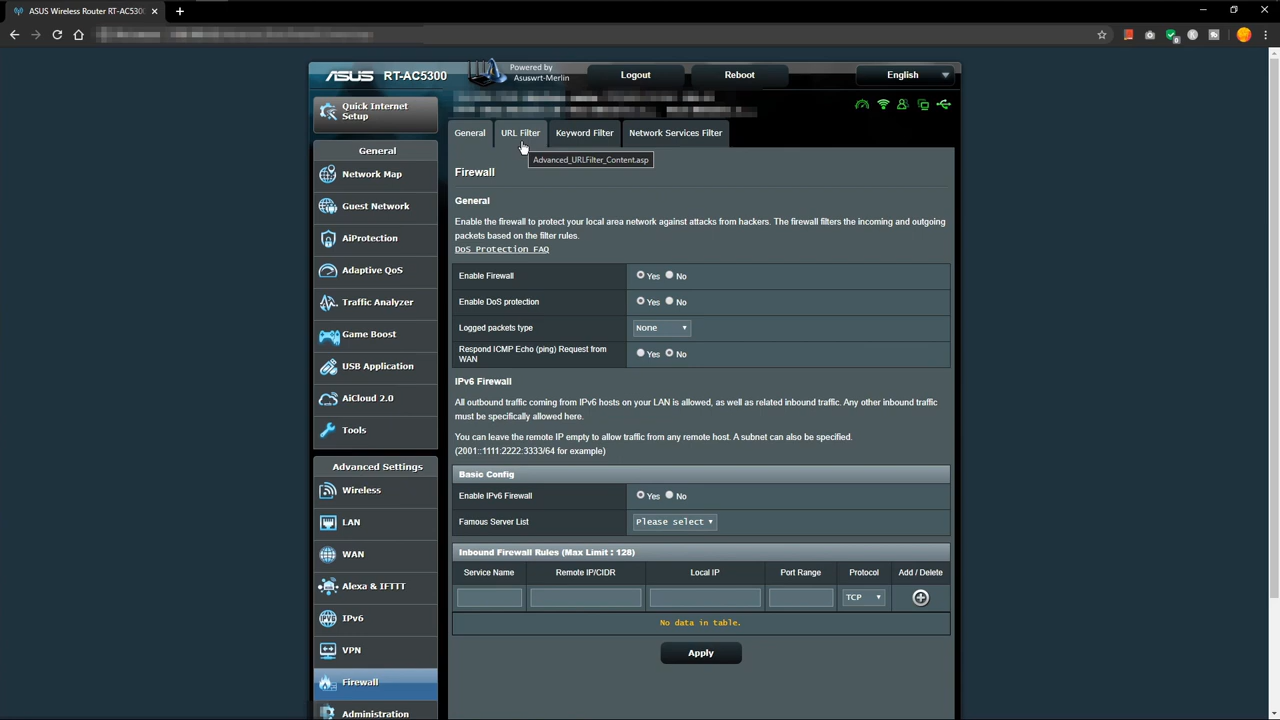 ASUS Wireless Router RT-AC5300
ASUS RT-AC5300
Powered by
Asuswrt-Merlin
Logout
Reboot
English
Quick Internet
Setup
General
Network Map
Guest Network
AiProtection
Adaptive QoS
Traffic Analyzer
Game Boost
USB Application
AiCloud 2.0
Tools
Advanced Settings
Wireless
LAN
WAN
Alexa & IFTTT
IPv6
VPN
Firewall
Administration
General URL Filter Keyword Filter Network Services Filter
Advanced_URLFilter_Content.asp
Firewall
General
Enable the firewall to protect your local area network against attacks from hackers. The firewall filters the incoming and outgoing
packets based on the filter rules.
DoS Protection FAQ
Enable Firewall Yes No
Enable DoS protection Yes No
Logged packets type None
Respond ICMP Echo (ping) Request from
WAN Yes No
IPv6 Firewall
All outbound traffic coming from IPv6 hosts on your LAN is allowed, as well as related inbound traffic. Any other inbound traffic
must be specifically allowed here.
You can leave the remote IP empty to allow traffic from any remote host. A subnet can also be specified.
(2001::1111:2222:3333/64 for example)
Basic Config
Enable IPv6 Firewall Yes No
Famous Server List Please select
Inbound Firewall Rules (Max Limit : 128)
Service Name Remote IP/CIDR Local IP Port Range Protocol Add / Delete
TCP
No data in table.
Apply